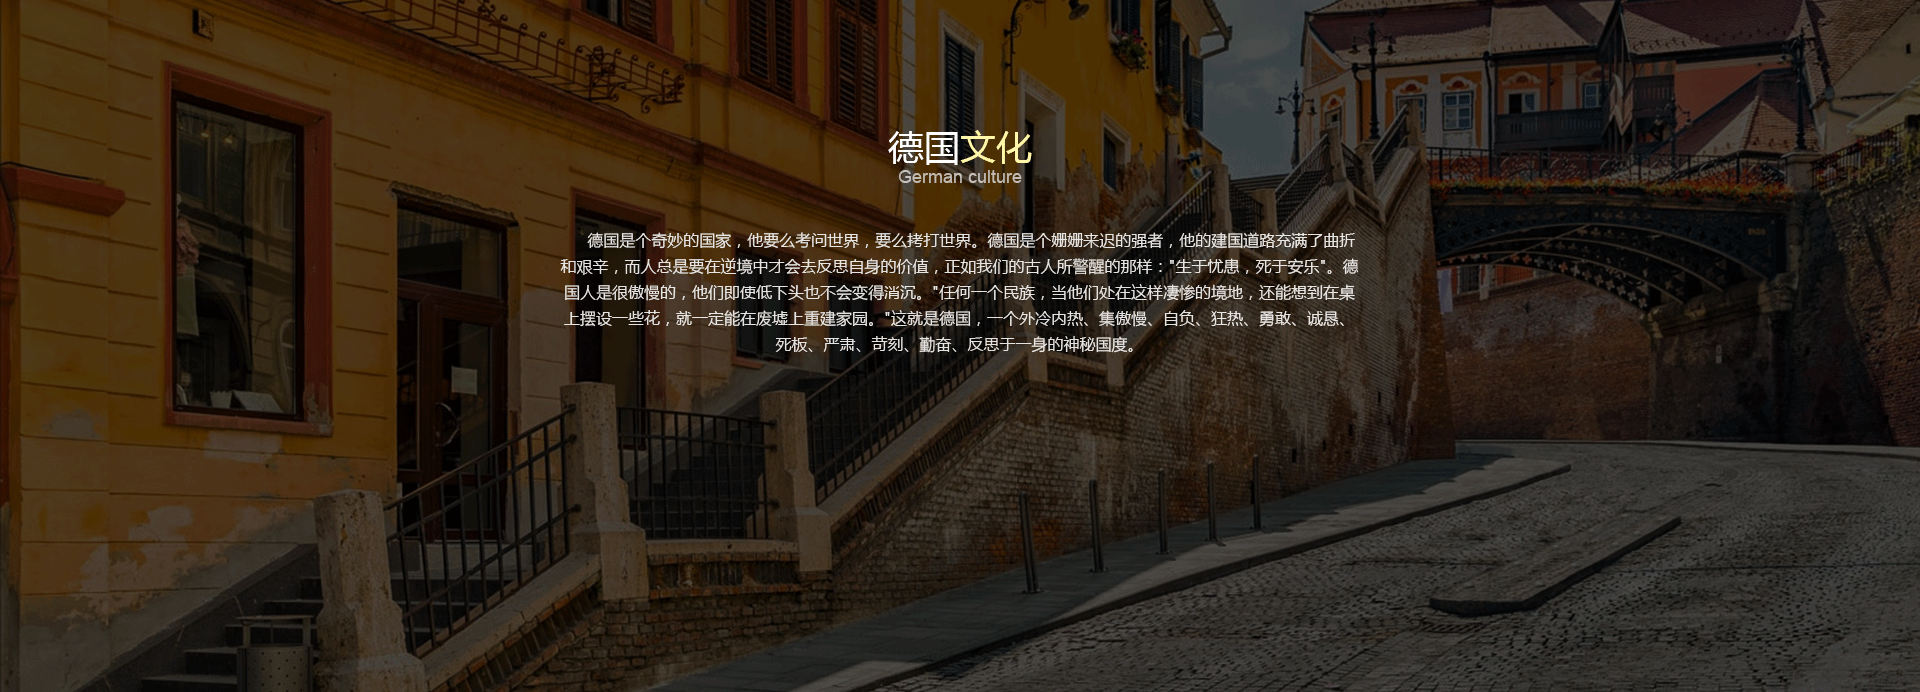 德国文化
German culture
德国是个奇妙的国家，他要么考问世界，要么拷打世界。德国是个姗姗来迟的强者，他的建国道路充满了曲折
和艰辛，而人总是要在逆境中才会去反思自身的价值，正如我们的古人所警醒的那样："生于忧患，死于安乐"。德
国人是很傲慢的，他们即使低下头也不会变得消沉。"任何一个民族，当他们处在这样凄惨的境地，还能想到在桌
上摆设一些花，就一定能在废墟上重建家园。"这就是德国，一个外冷内热、集傲慢、自负、狂热、勇敢、诚恳、
死板、严肃、苛刻、勤奋、反思于一身的神秘国度。